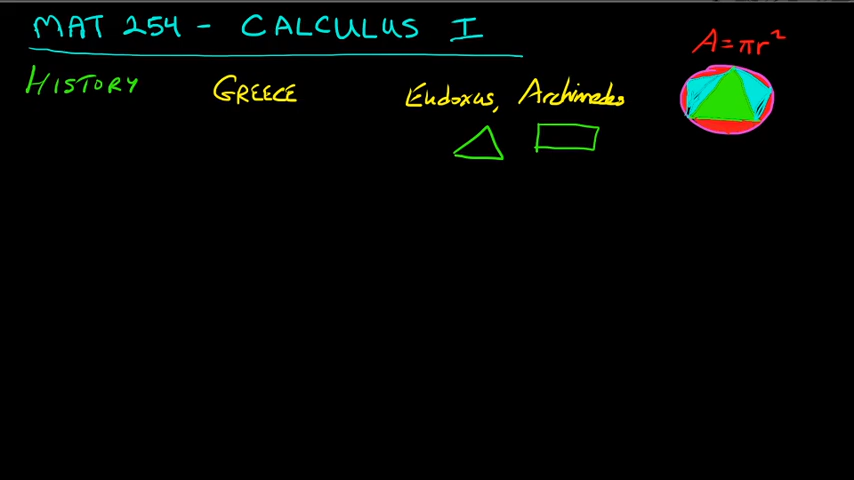 MAT 254 - CALCULUS I
A = πr²
HISTORY GREECE Eudoxus, Archimedes